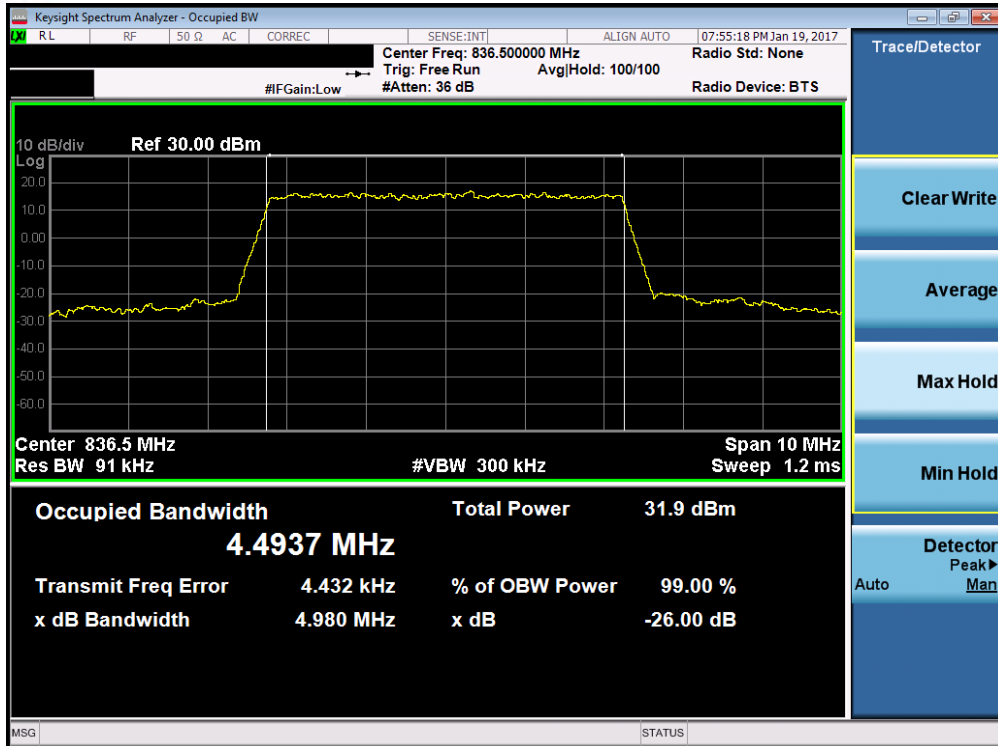 Keysight Spectrum Analyzer - Occupied BW
LXI RL RF 50 Ω AC CORREC SENSE:INT ALIGN AUTO 07:55:18 PM Jan 19, 2017
Center Freq: 836.500000 MHz Radio Std: None
Trig: Free Run Avg|Hold: 100/100
#IFGain:Low #Atten: 36 dB Radio Device: BTS
Trace/Detector
10 dB/div Ref 30.00 dBm
Log
20.0
10.0
0.00
-10.0
-20.0
-30.0
-40.0
-50.0
-60.0
Center 836.5 MHz Span 10 MHz
Res BW 91 kHz #VBW 300 kHz Sweep 1.2 ms
Occupied Bandwidth Total Power 31.9 dBm
4.4937 MHz
Transmit Freq Error 4.432 kHz % of OBW Power 99.00 %
x dB Bandwidth 4.980 MHz x dB -26.00 dB
Clear Write
Average
Max Hold
Min Hold
Detector
Peak▶
Auto Man
MSG STATUS